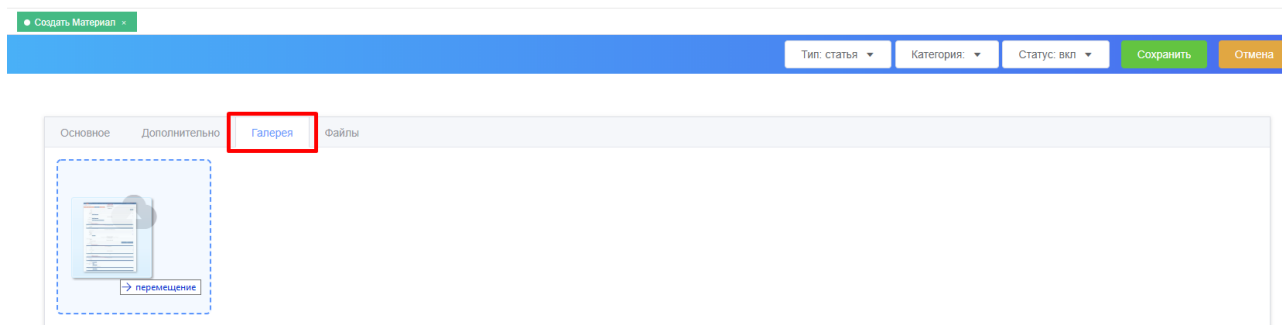 Создать Материал ×
Тип: статья Категория: Статус: вкл Сохранить Отмена
Основное Дополнительно Галерея Файлы
→ перемещение